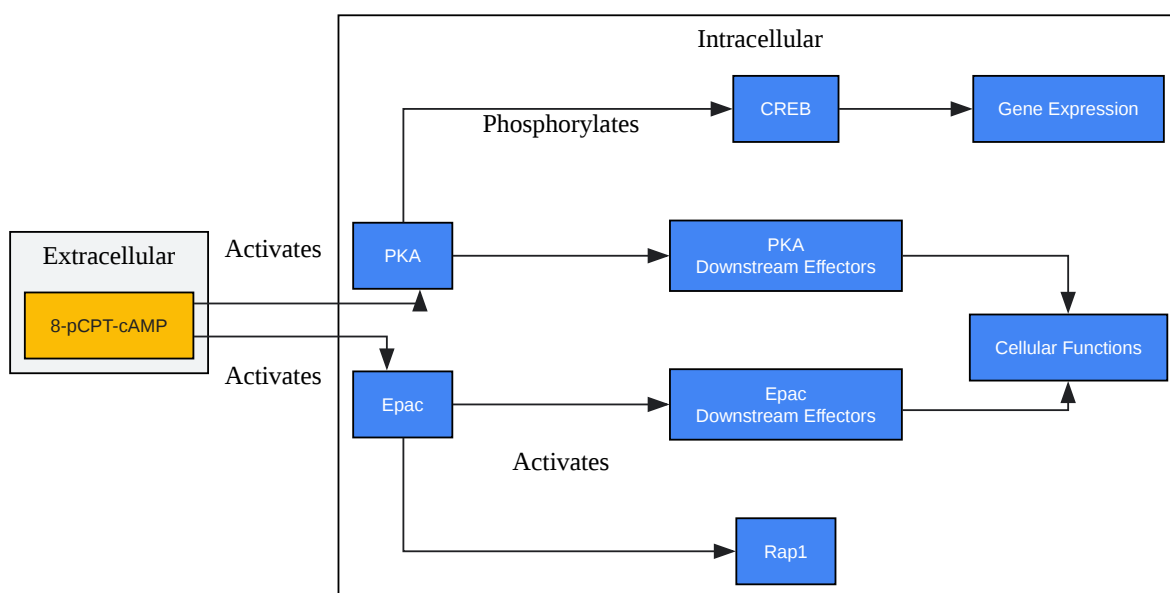 Intracellular
CREB
Gene Expression
Phosphorylates
Extracellular
8-pCPT-cAMP
Activates
Activates
PKA
PKA
Downstream Effectors
Cellular Functions
Epac
Epac
Downstream Effectors
Activates
Rap1